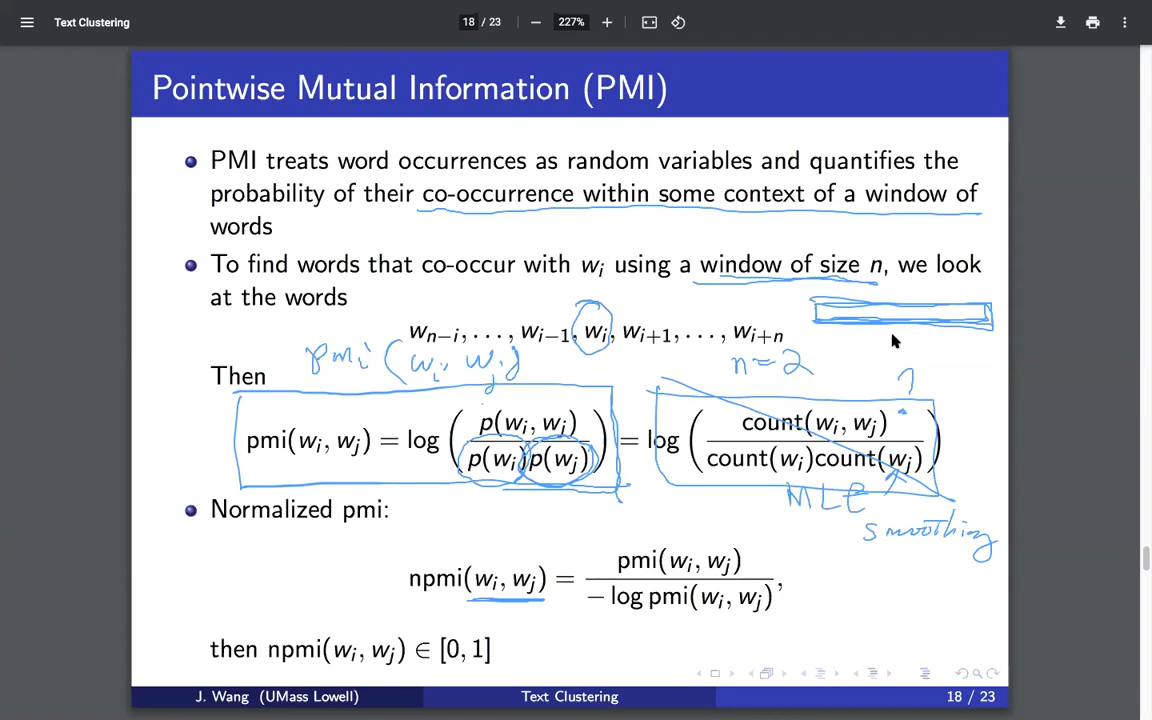 Text Clustering
18 / 23
227%
Pointwise Mutual Information (PMI)
PMI treats word occurrences as random variables and quantifies the
probability of their co-occurrence within some context of a window of
words
To find words that co-occur with wᵢ using a window of size n, we look
at the words
wₙ₋ᵢ, . . . , wᵢ₋₁, wᵢ, wᵢ₊₁, . . . , wᵢ₊ₙ
pmi (wᵢ, wⱼ)
n = 2
Then
?
pmi(wᵢ, wⱼ) = log ( p(wᵢ, wⱼ) / p(wᵢ)p(wⱼ) ) = log ( count(wᵢ, wⱼ) / count(wᵢ)count(wⱼ) )
MLE
smoothing
Normalized pmi:
npmi(wᵢ, wⱼ) = pmi(wᵢ, wⱼ) / − log pmi(wᵢ, wⱼ) ,
then npmi(wᵢ, wⱼ) ∈ [0, 1]
J. Wang (UMass Lowell)
Text Clustering
18 / 23